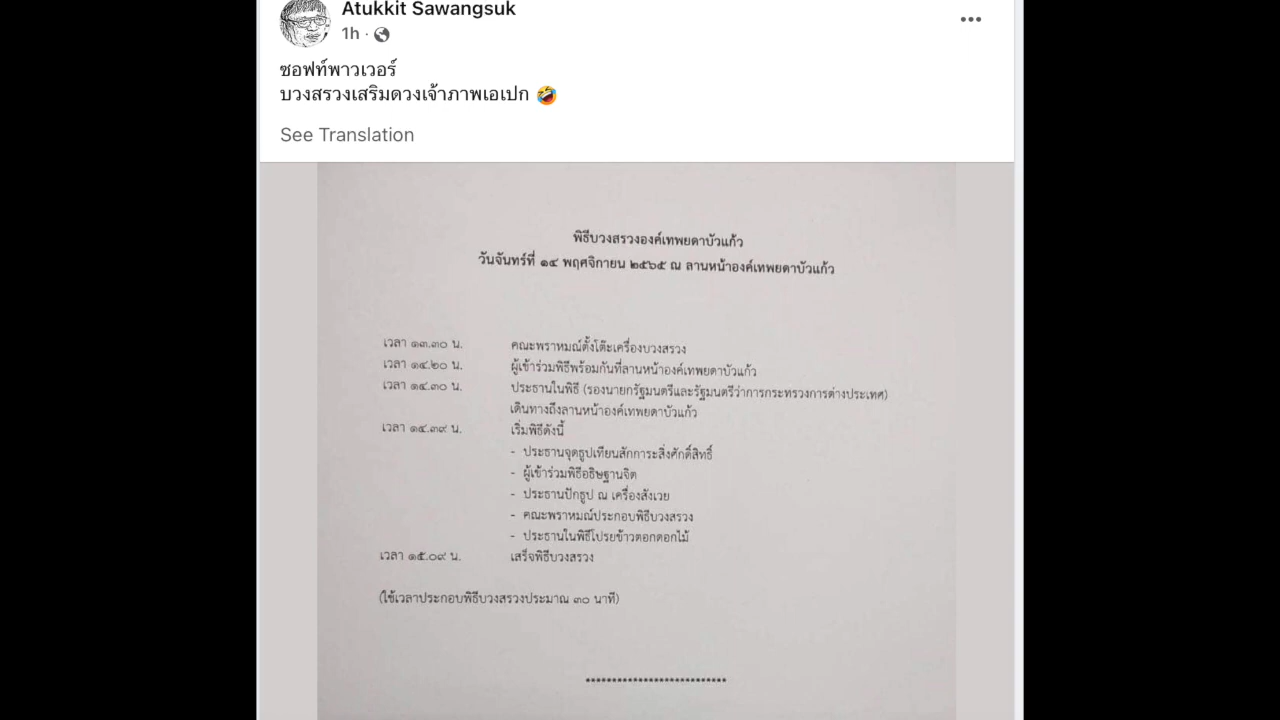 Atukkit Sawangsuk
1h ·
ซอฟท์พาวเวอร์
บวงสรวงเสริมดวงเจ้าภาพเอเปก 🤣
See Translation
พิธีบวงสรวงองค์เทพยดาบัวแก้ว
วันจันทร์ที่ ๑๔ พฤศจิกายน ๒๕๖๕ ณ ลานหน้าองค์เทพยดาบัวแก้ว
เวลา ๑๓.๓๐ น. คณะพราหมณ์ตั้งโต๊ะเครื่องบวงสรวง
เวลา ๑๔.๒๐ น. ผู้เข้าร่วมพิธีพร้อมกันที่ลานหน้าองค์เทพยดาบัวแก้ว
เวลา ๑๔.๓๐ น. ประธานในพิธี (รองนายกรัฐมนตรีและรัฐมนตรีว่าการกระทรวงการต่างประเทศ)
เดินทางถึงลานหน้าองค์เทพยดาบัวแก้ว
เวลา ๑๔.๓๙ น. เริ่มพิธีดังนี้
- ประธานจุดธูปเทียนสักการะสิ่งศักดิ์สิทธิ์
- ผู้เข้าร่วมพิธีอธิษฐานจิต
- ประธานปักธูป ณ เครื่องสังเวย
- คณะพราหมณ์ประกอบพิธีบวงสรวง
- ประธานในพิธีโปรยข้าวตอกดอกไม้
เวลา ๑๕.๐๙ น. เสร็จพิธีบวงสรวง
(ใช้เวลาประกอบพิธีบวงสรวงประมาณ ๓๐ นาที)